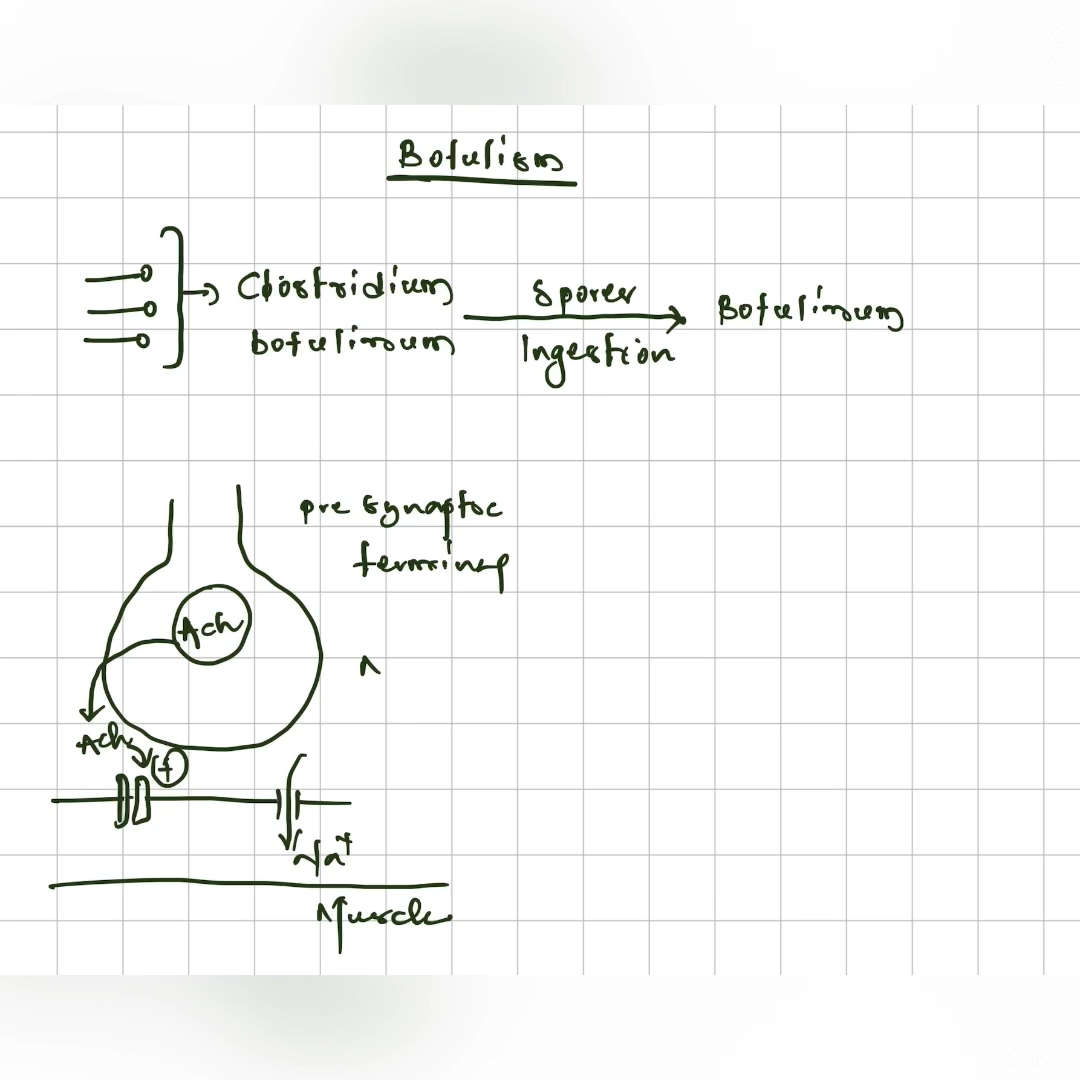 Botulism
Clostridium
botulinum
Spores
Ingestion
Botulinum
pre synaptic
terminal
Ach
Ach
+
Na+
Muscle